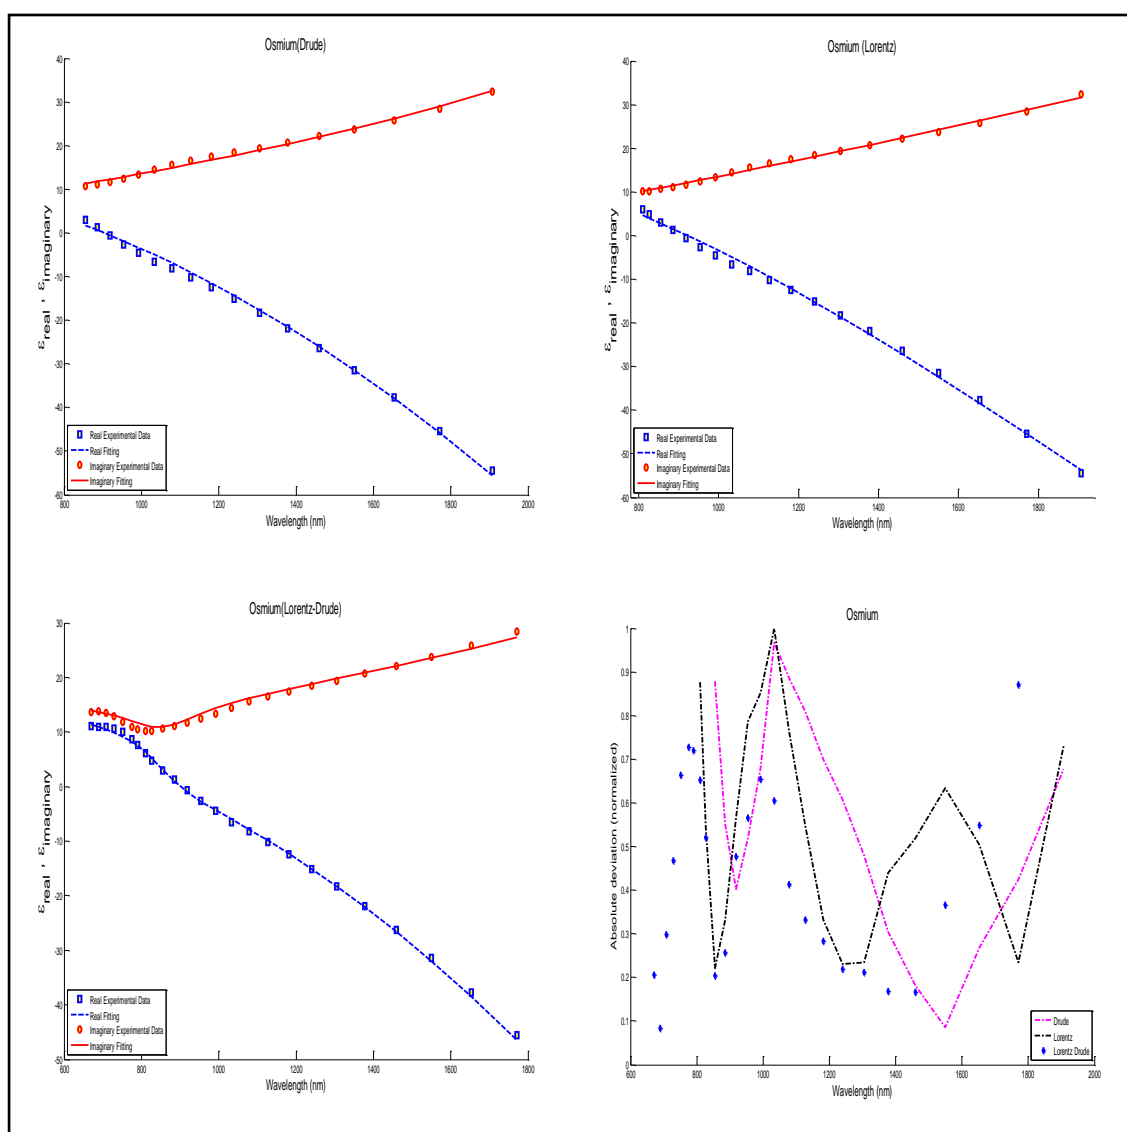 Osmium(Drude)
40
30
20
10
0
-10
-20
-30
-40
-50
-60
800
1000
1200
1400
1600
1800
2000
εreal , εimaginary
Wavelength (nm)
Real Experimental Data
Real Fitting
Imaginary Experimental Data
Imaginary Fitting
Osmium (Lorentz)
40
30
20
10
0
-10
-20
-30
-40
-50
-60
800
1000
1200
1400
1600
1800
εreal , εimaginary
Wavelength (nm)
Real Experimental Data
Real Fitting
Imaginary Experimental Data
Imaginary Fitting
Osmium(Lorentz-Drude)
30
20
10
0
-10
-20
-30
-40
-50
600
800
1000
1200
1400
1600
1800
εreal , εimaginary
Wavelength (nm)
Real Experimental Data
Real Fitting
Imaginary Experimental Data
Imaginary Fitting
Osmium
1
0.9
0.8
0.7
0.6
0.5
0.4
0.3
0.2
0.1
0
600
800
1000
1200
1400
1600
1800
2000
Absolute deviation (normalized)
Wavelength (nm)
Drude
Lorentz
Lorentz Drude